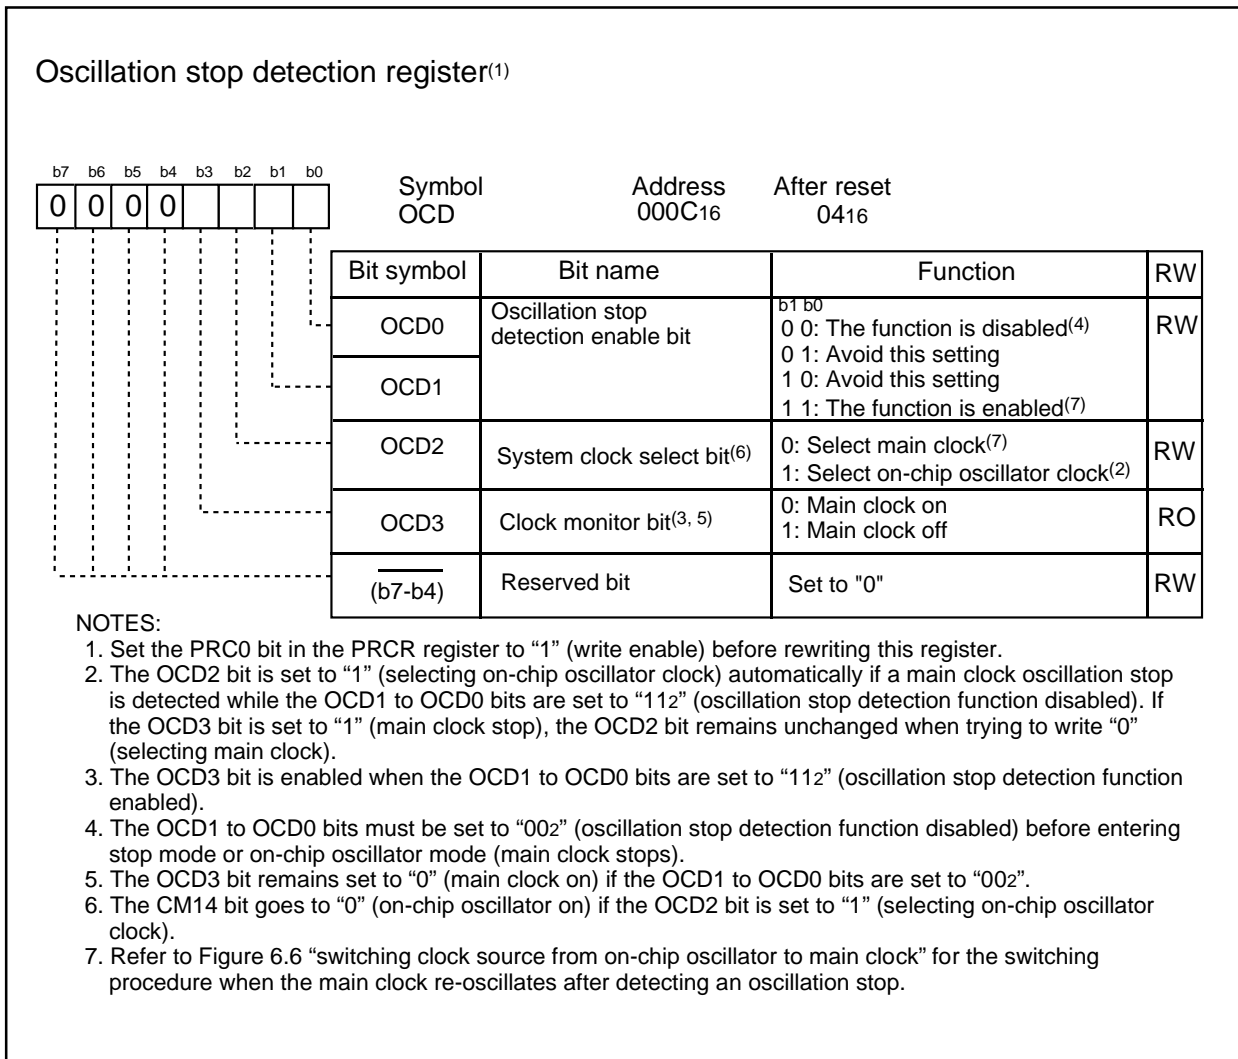 Oscillation stop detection register(1)
b7 b6 b5 b4 b3 b2 b1 b0
0 0 0 0
Symbol Address After reset
OCD 000C16 0416
Bit symbol Bit name Function RW
OCD0 Oscillation stop detection enable bit b1 b0 RW
0 0: The function is disabled(4)
0 1: Avoid this setting
OCD1 1 0: Avoid this setting
1 1: The function is enabled(7)
OCD2 System clock select bit(6) 0: Select main clock(7) RW
1: Select on-chip oscillator clock(2)
OCD3 Clock monitor bit(3, 5) 0: Main clock on RO
1: Main clock off
(b7-b4) Reserved bit Set to "0" RW
NOTES:
1. Set the PRC0 bit in the PRCR register to “1” (write enable) before rewriting this register.
2. The OCD2 bit is set to “1” (selecting on-chip oscillator clock) automatically if a main clock oscillation stop
is detected while the OCD1 to OCD0 bits are set to “112” (oscillation stop detection function disabled). If
the OCD3 bit is set to “1” (main clock stop), the OCD2 bit remains unchanged when trying to write “0”
(selecting main clock).
3. The OCD3 bit is enabled when the OCD1 to OCD0 bits are set to “112” (oscillation stop detection function
enabled).
4. The OCD1 to OCD0 bits must be set to “002” (oscillation stop detection function disabled) before entering
stop mode or on-chip oscillator mode (main clock stops).
5. The OCD3 bit remains set to “0” (main clock on) if the OCD1 to OCD0 bits are set to “002”.
6. The CM14 bit goes to “0” (on-chip oscillator on) if the OCD2 bit is set to “1” (selecting on-chip oscillator
clock).
7. Refer to Figure 6.6 “switching clock source from on-chip oscillator to main clock” for the switching
procedure when the main clock re-oscillates after detecting an oscillation stop.